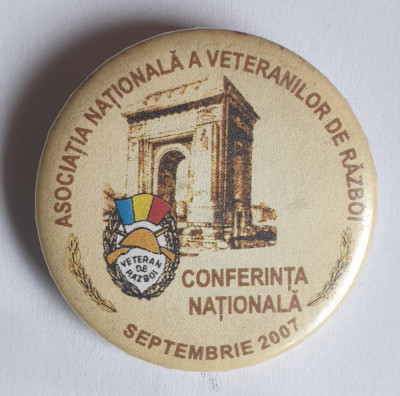 ASOCIAȚIA NAȚIONALĂ A VETERANILOR DE RĂZBOI
VETERAN
DE
RĂZBOI
CONFERINȚA
NAȚIONALĂ
SEPTEMBRIE 2007